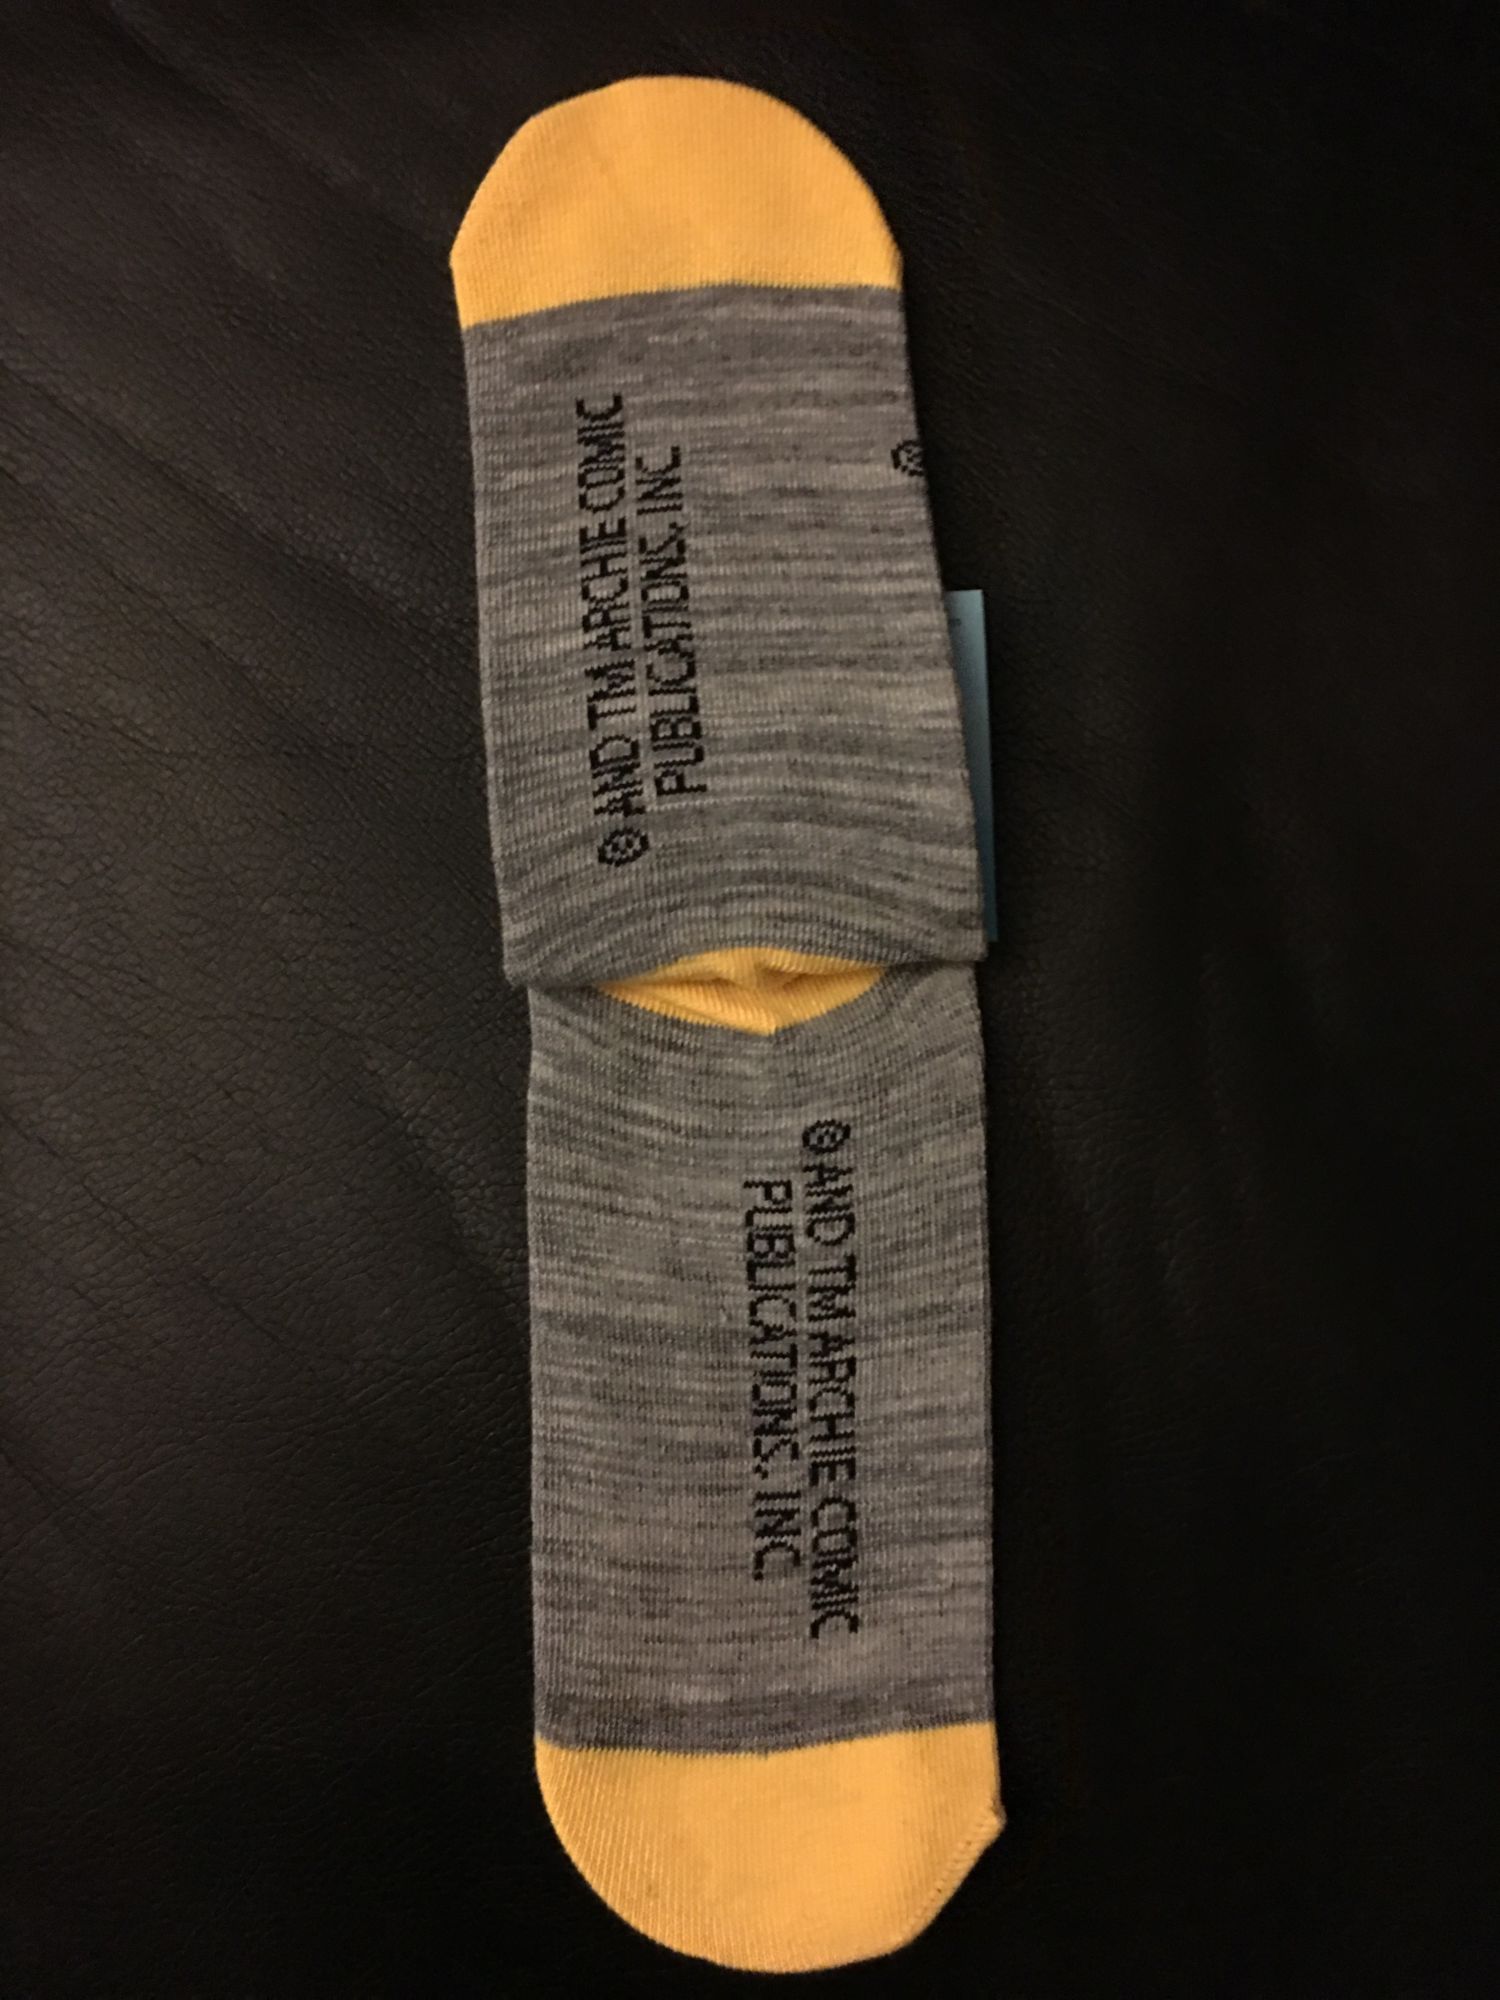 © AND TM ARCHIE COMIC
PUBLICATIONS, INC
©
© AND TM ARCHIE COMIC
PUBLICATIONS, INC.